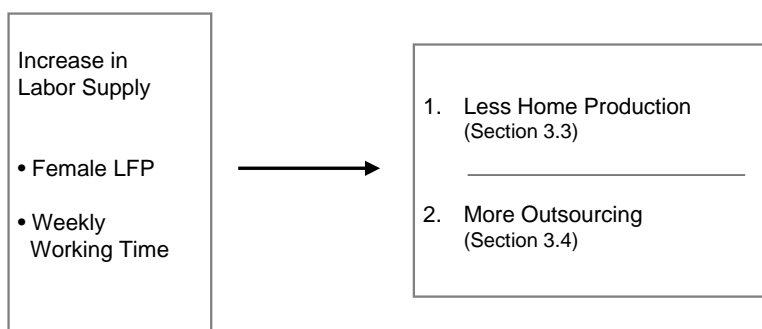 Increase in
Labor Supply
• Female LFP
• Weekly
Working Time
1. Less Home Production
(Section 3.3)
2. More Outsourcing
(Section 3.4)